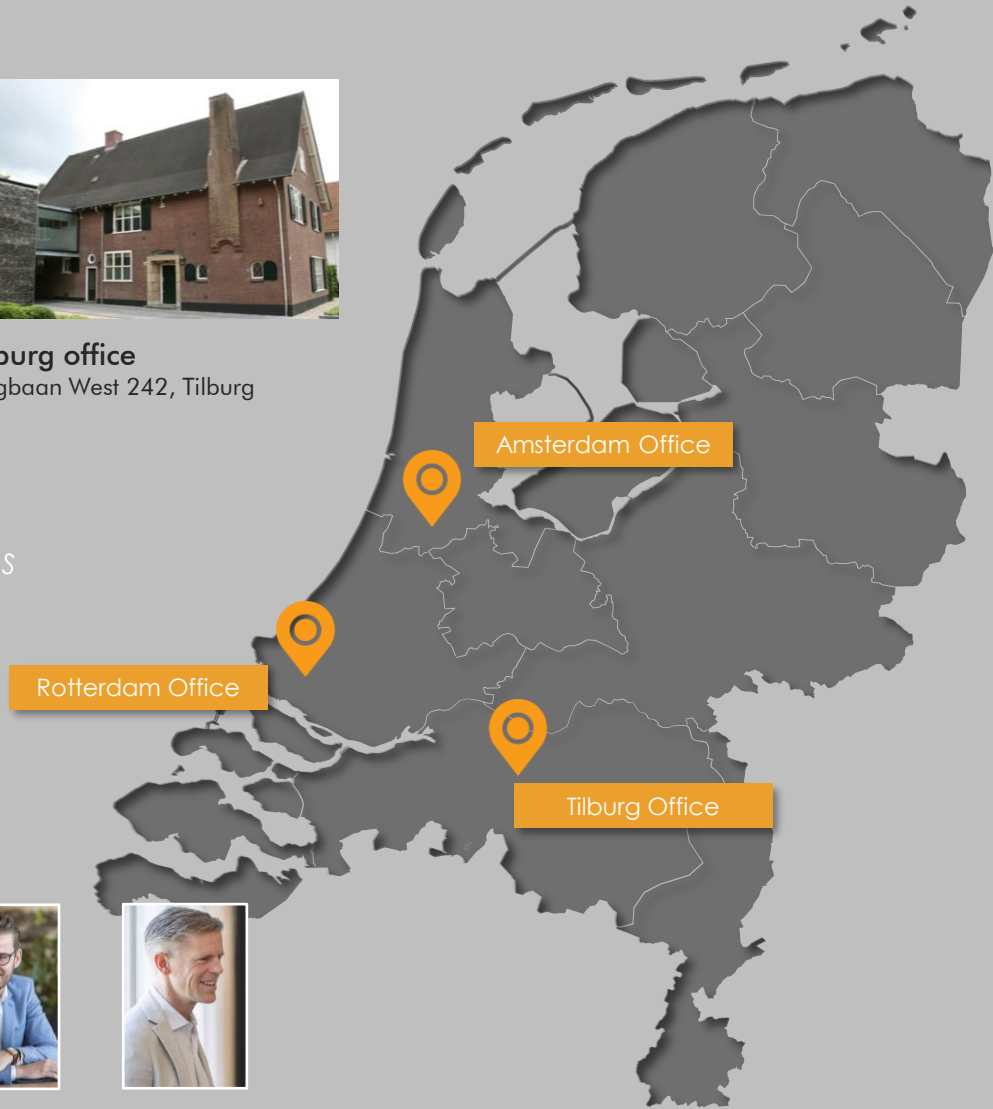 burg office
gbaan West 242, Tilburg
Amsterdam Office
s
Rotterdam Office
Tilburg Office